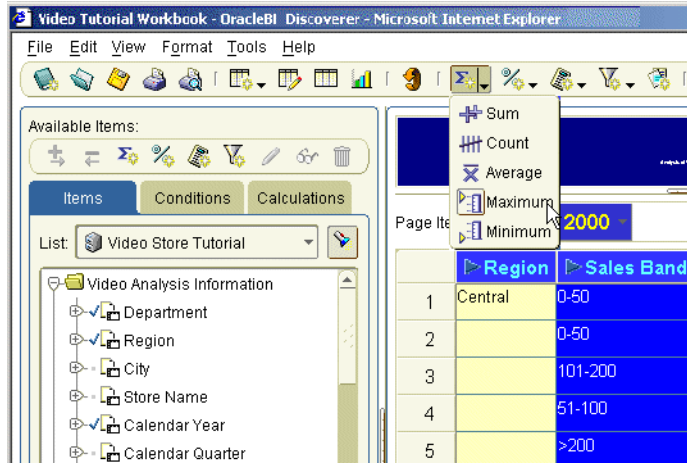 Video Tutorial Workbook - OracleBI Discoverer - Microsoft Internet Explorer
File Edit View Format Tools Help
Sum
Count
Average
Maximum
Minimum
Available Items:
Items Conditions Calculations
List: Video Store Tutorial
Video Analysis Information
Department
Region
City
Store Name
Calendar Year
Calendar Quarter
Page Ite 2000
Region Sales Band
1 Central 0-50
2 0-50
3 101-200
4 51-100
5 >200